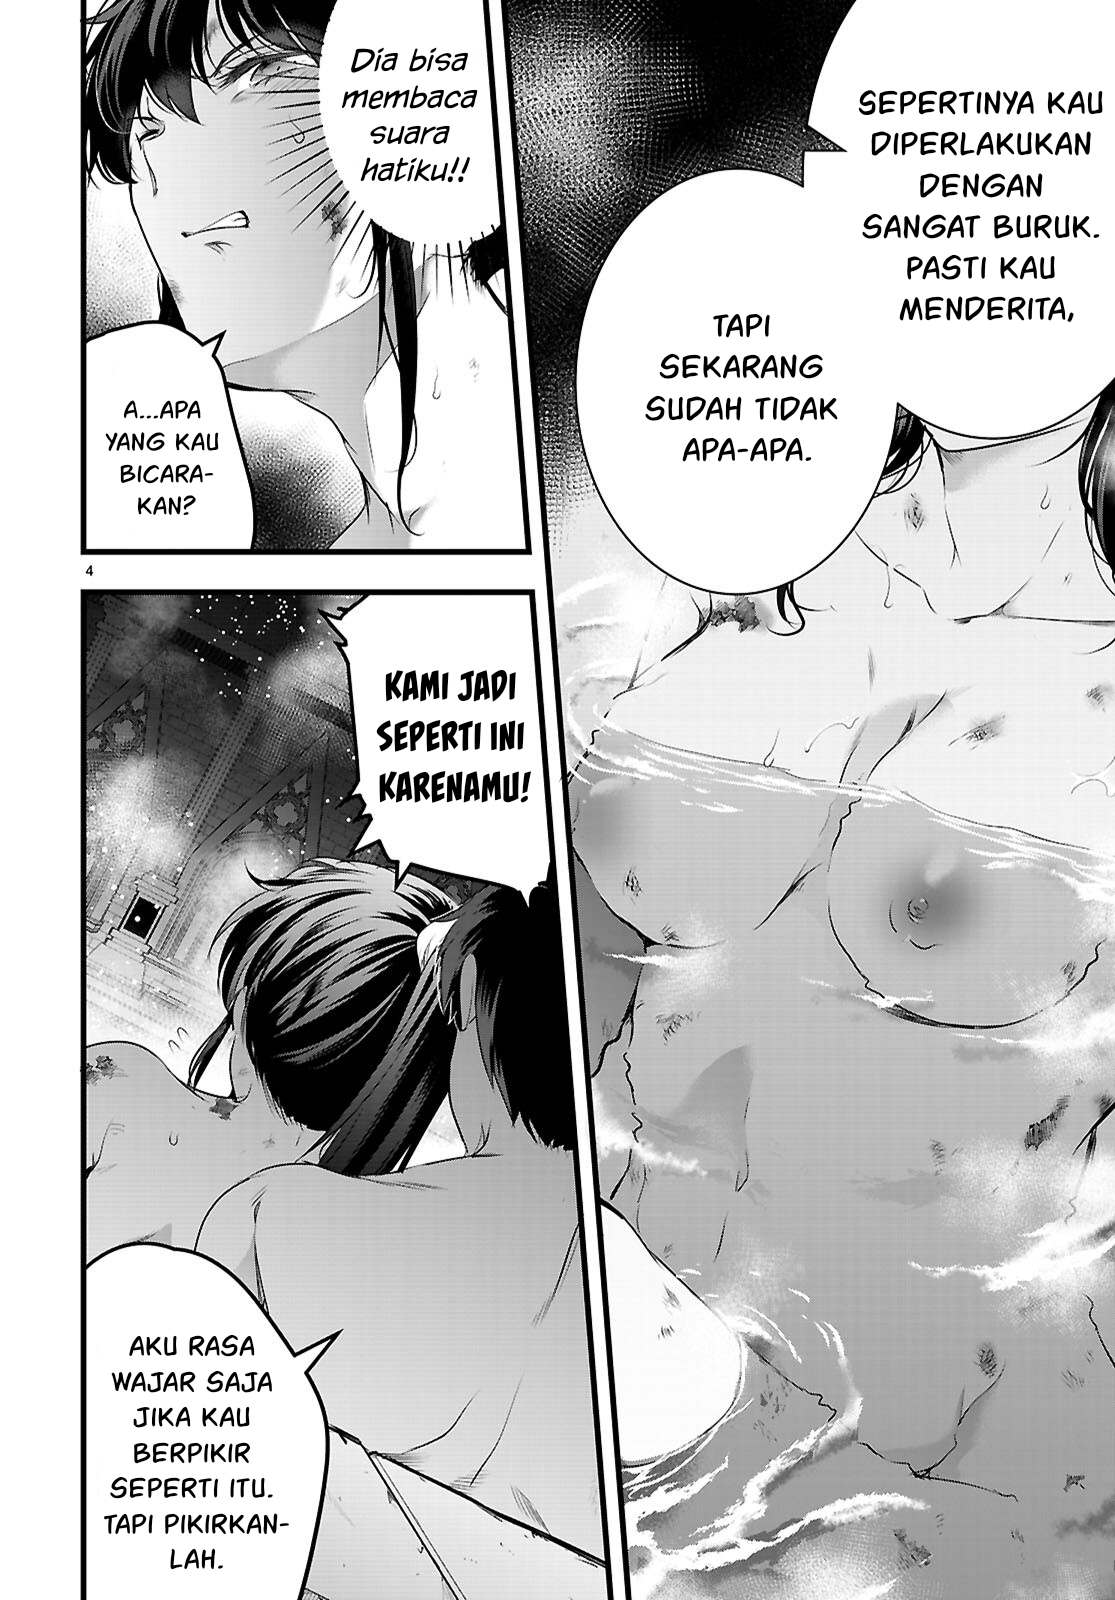 SEPERTINYA KAU
DIPERLAKUKAN
DENGAN
SANGAT BURUK.
PASTI KAU
MENDERITA,
TAPI
SEKARANG
SUDAH TIDAK
APA-APA.
Dia bisa
membaca
suara
hatiku!!
A...APA
YANG KAU
BICARA-
KAN?
4
KAMI JADI
SEPERTI INI
KARENAMU!
AKU RASA
WAJAR SAJA
JIKA KAU
BERPIKIR
SEPERTI ITU.
TAPI PIKIRKAN-
LAH.